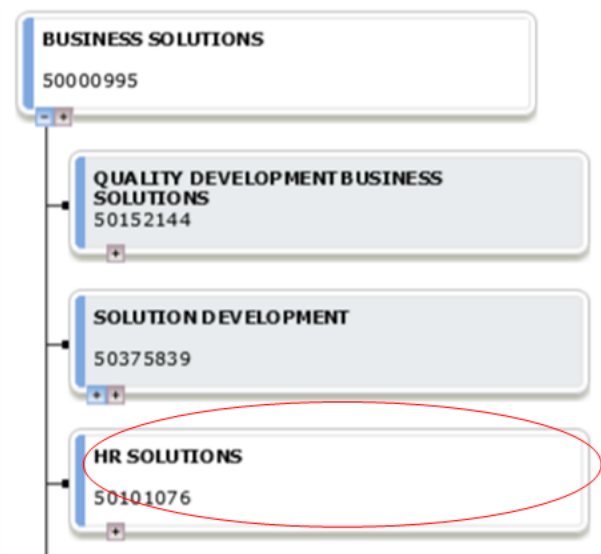 BUSINESS SOLUTIONS
50000995
QUALITY DEVELOPMENT BUSINESS
SOLUTIONS
50152144
SOLUTION DEVELOPMENT
50375839
HR SOLUTIONS
50101076